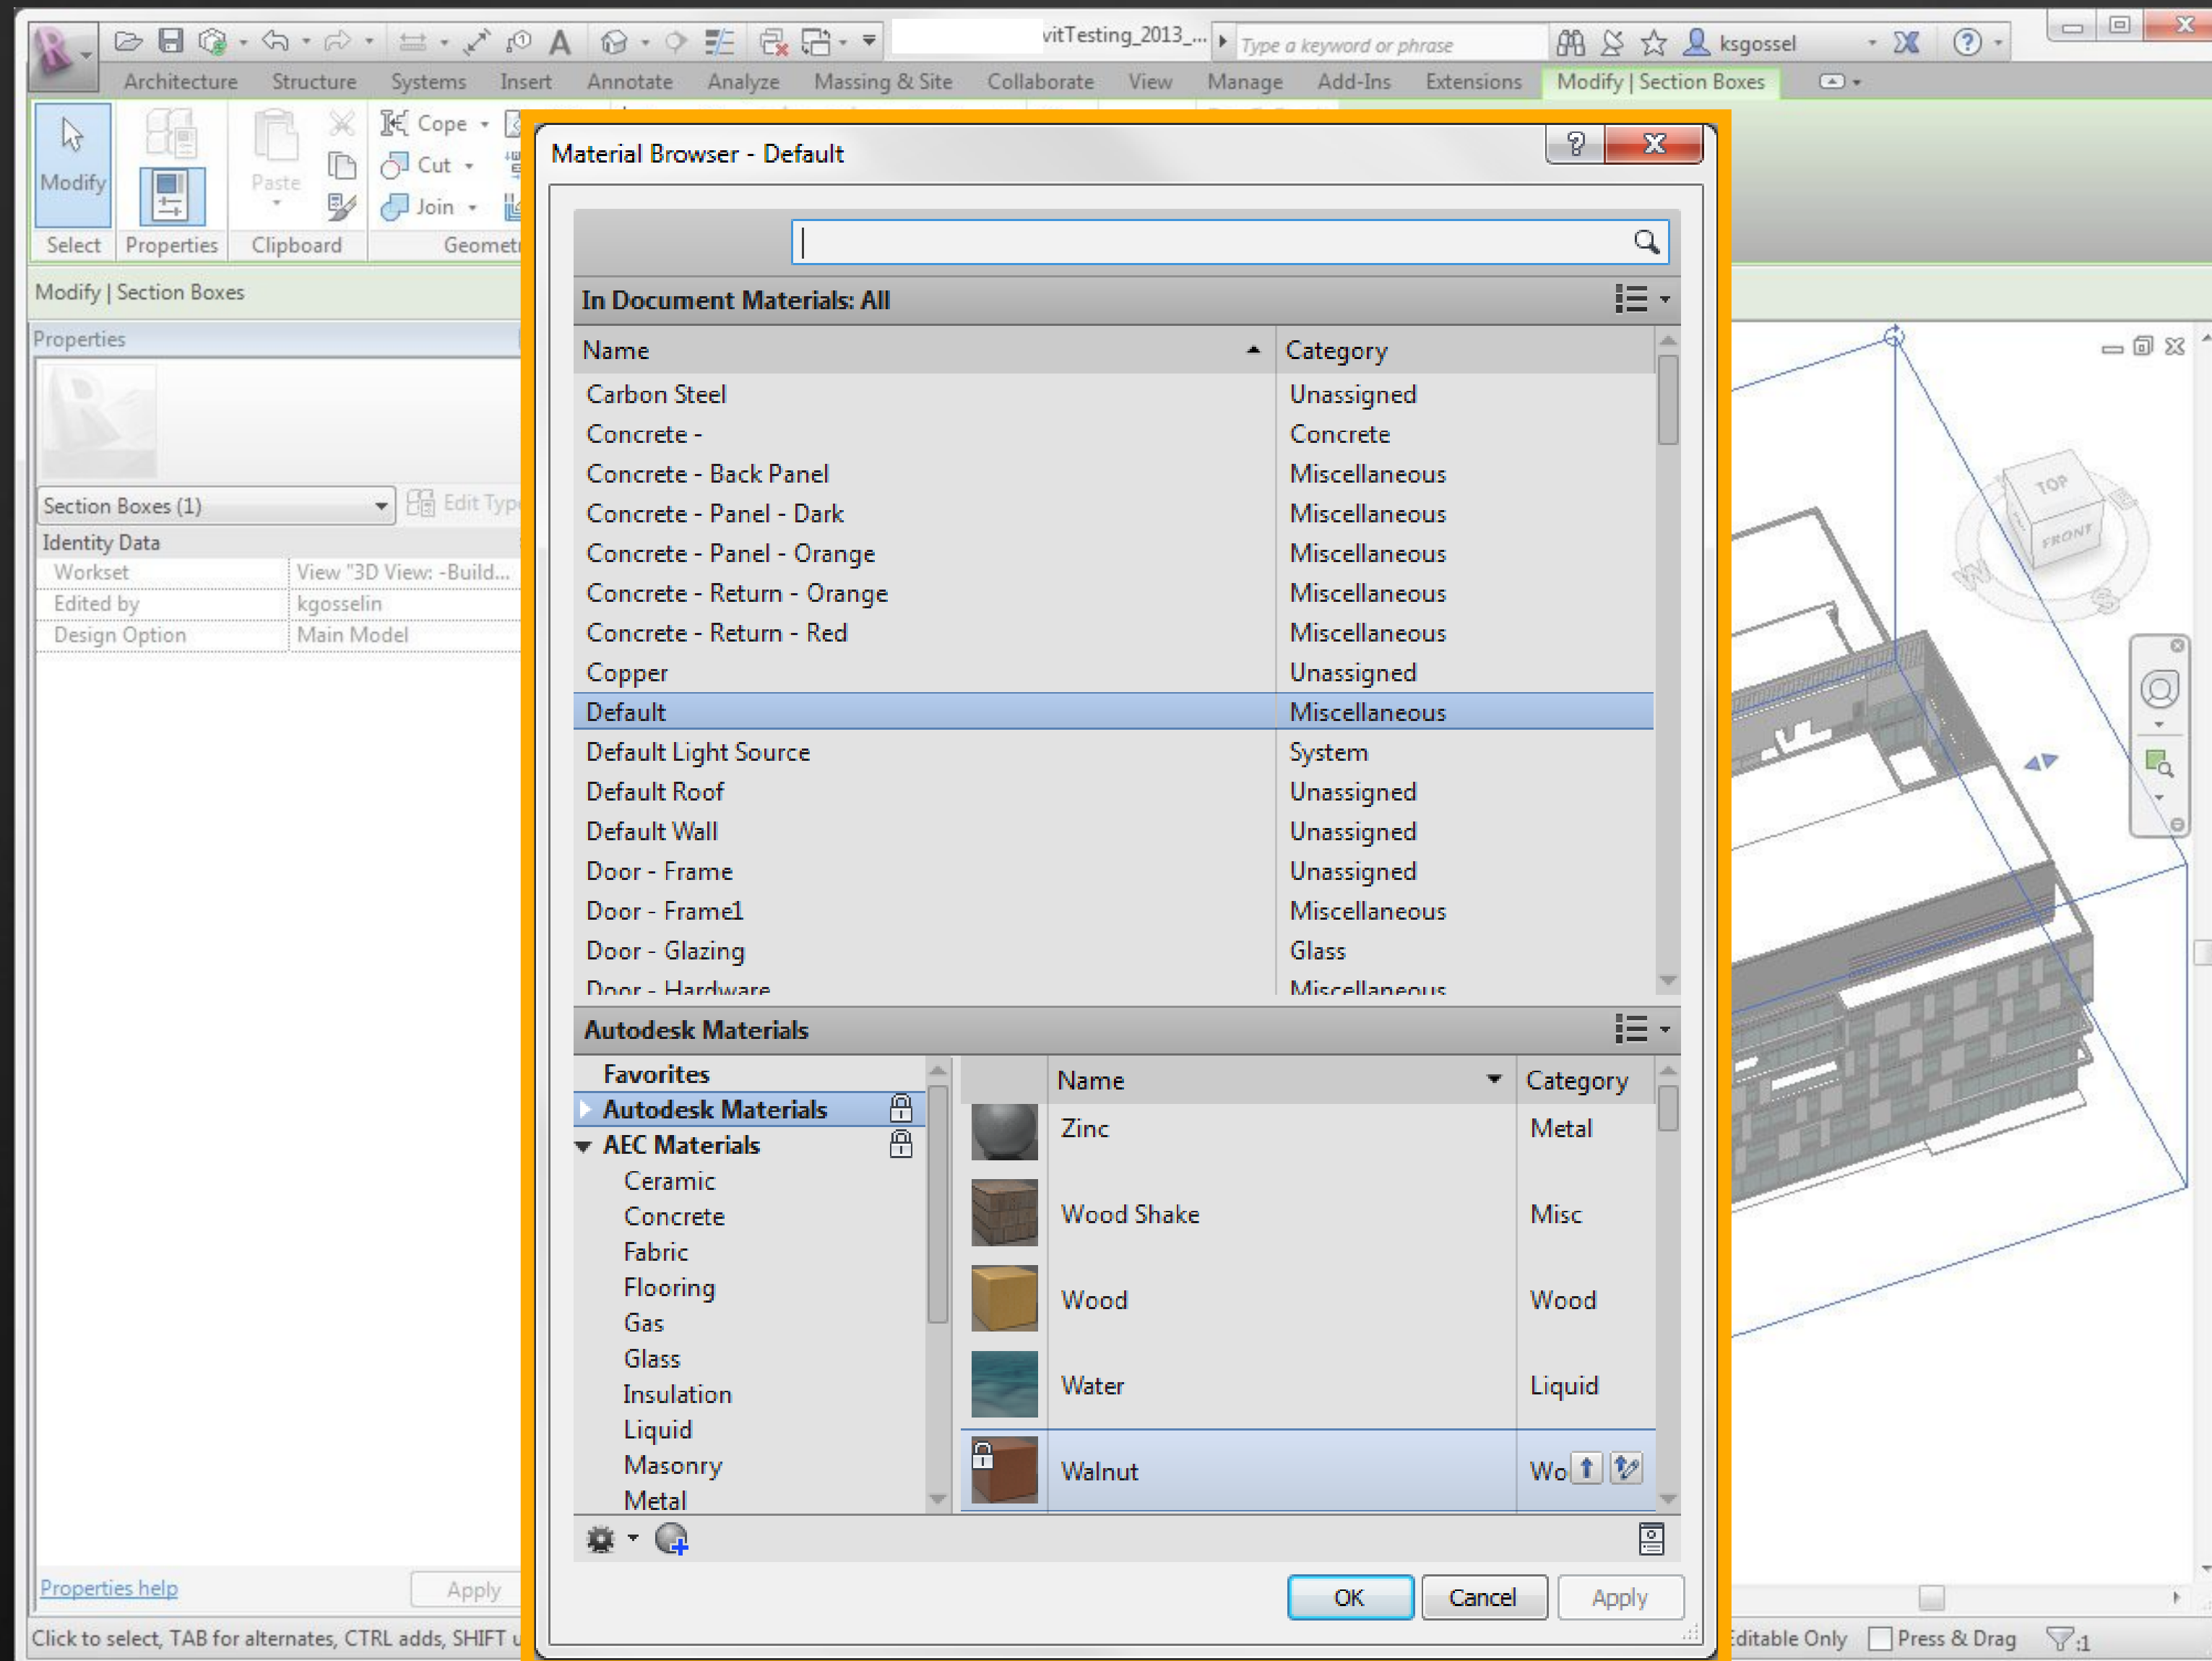 vitTesting_2013_... Type a keyword or phrase ksgossel
Architecture Structure Systems Insert Annotate Analyze Massing & Site Collaborate View Manage Add-Ins Extensions Modify | Section Boxes
Modify Paste Cope Cut Join
Select Properties Clipboard
Modify | Section Boxes
Properties
Section Boxes (1) Edit Type
Identity Data
Workset View "3D View: -Build...
Edited by kgosselin
Design Option Main Model
Properties help Apply
Click to select, TAB for alternates, CTRL adds, SHIFT
Material Browser - Default
In Document Materials: All
Name Category
Carbon Steel Unassigned
Concrete - Concrete
Concrete - Back Panel Miscellaneous
Concrete - Panel - Dark Miscellaneous
Concrete - Panel - Orange Miscellaneous
Concrete - Return - Orange Miscellaneous
Concrete - Return - Red Miscellaneous
Copper Unassigned
Default Miscellaneous
Default Light Source System
Default Roof Unassigned
Default Wall Unassigned
Door - Frame Unassigned
Door - Frame1 Miscellaneous
Door - Glazing Glass
Door - Hardware Miscellaneous
Autodesk Materials
Favorites
Autodesk Materials
AEC Materials
Ceramic
Concrete
Fabric
Flooring
Gas
Glass
Insulation
Liquid
Masonry
Metal
Name Category
Zinc Metal
Wood Shake Misc
Wood Wood
Water Liquid
Walnut Wo
OK Cancel Apply
TOP
FRONT
W
S
ditable Only Press & Drag :1